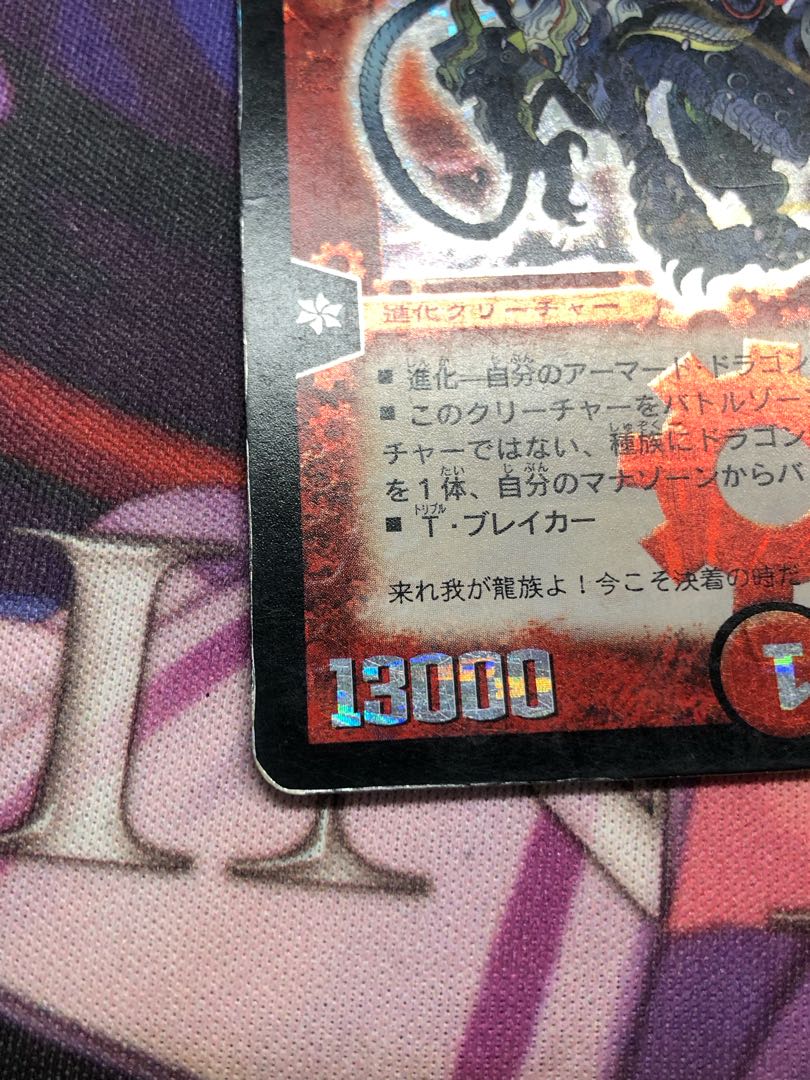 進化クリーチャー
■ 進化―自分のアーマード・ドラゴン
■ このクリーチャーをバトルゾー
チャーではない、種族にドラゴン
を1体、自分のマナゾーンからバ
■ T・ブレイカー
来れ我が龍族よ！今こそ決着の時だ
13000
1
IN